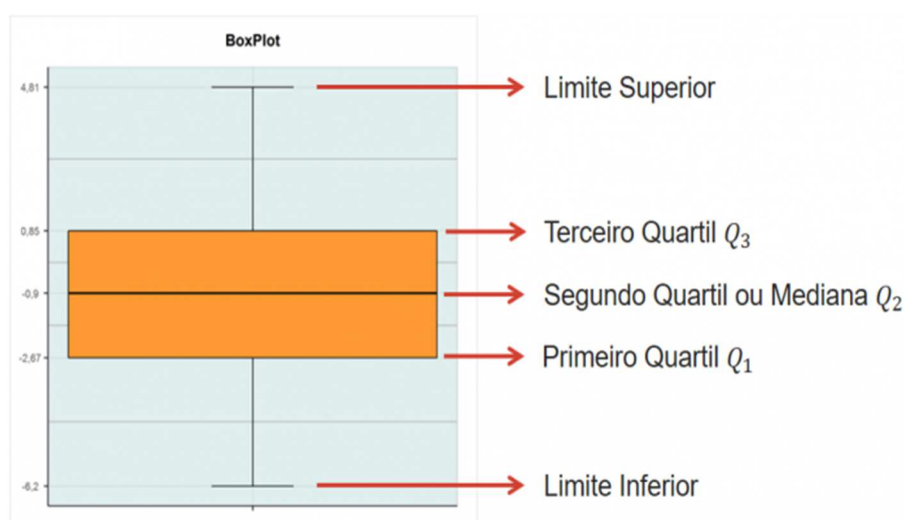 BoxPlot
4,81
Limite Superior
0,85
Terceiro Quartil Q₃
-0,9
Segundo Quartil ou Mediana Q₂
-2,67
Primeiro Quartil Q₁
-6,2
Limite Inferior